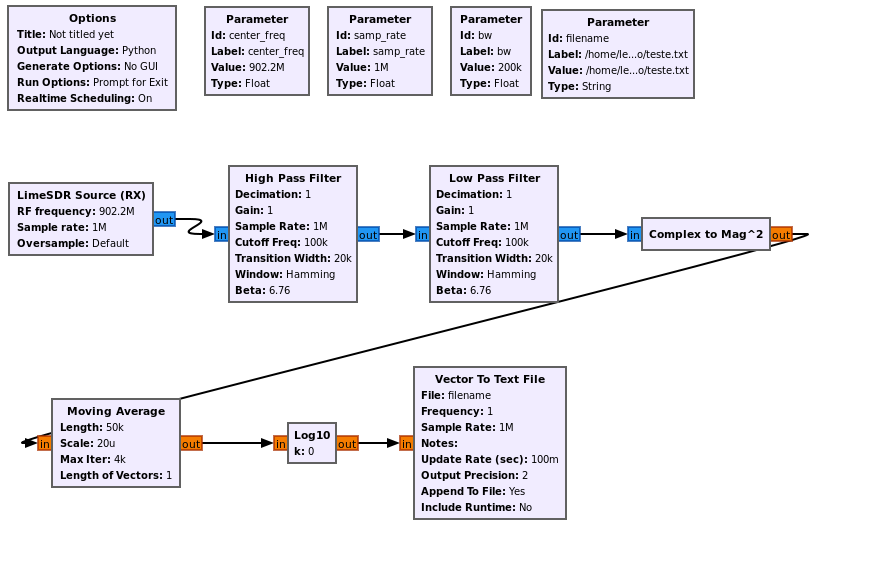 Options
Title: Not titled yet
Output Language: Python
Generate Options: No GUI
Run Options: Prompt for Exit
Realtime Scheduling: On
Parameter
Id: center_freq
Label: center_freq
Value: 902.2M
Type: Float
Parameter
Id: samp_rate
Label: samp_rate
Value: 1M
Type: Float
Parameter
Id: bw
Label: bw
Value: 200k
Type: Float
Parameter
Id: filename
Label: /home/le...o/teste.txt
Value: /home/le...o/teste.txt
Type: String
LimeSDR Source (RX)
RF frequency: 902.2M
Sample rate: 1M
Oversample: Default
out
in
High Pass Filter
Decimation: 1
Gain: 1
Sample Rate: 1M
Cutoff Freq: 100k
Transition Width: 20k
Window: Hamming
Beta: 6.76
out
in
Low Pass Filter
Decimation: 1
Gain: 1
Sample Rate: 1M
Cutoff Freq: 100k
Transition Width: 20k
Window: Hamming
Beta: 6.76
out
in
Complex to Mag^2
out
in
Moving Average
Length: 50k
Scale: 20u
Max Iter: 4k
Length of Vectors: 1
out
in
Log10
k: 0
out
in
Vector To Text File
File: filename
Frequency: 1
Sample Rate: 1M
Notes:
Update Rate (sec): 100m
Output Precision: 2
Append To File: Yes
Include Runtime: No